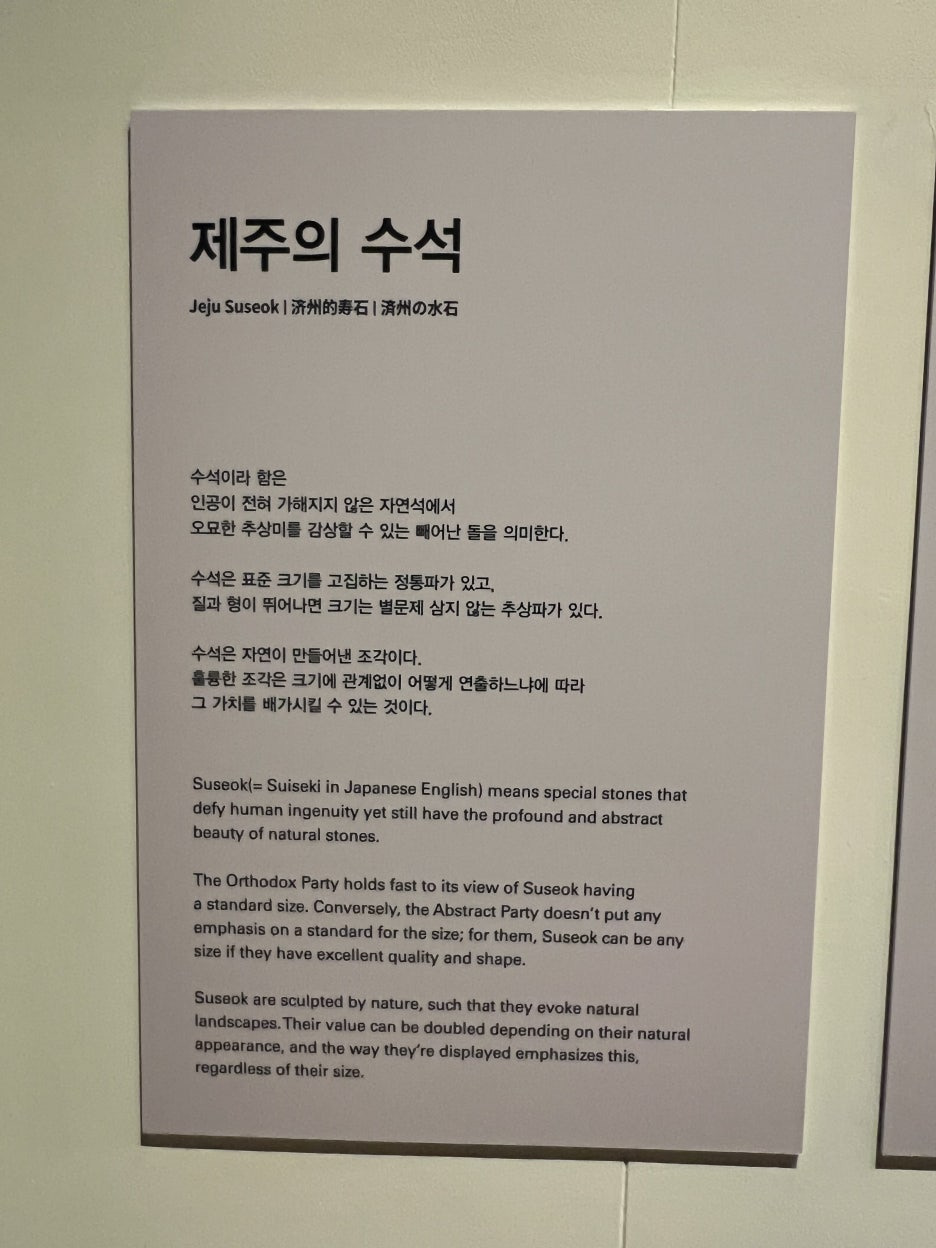 제주의 수석
Jeju Suseok | 济州的寿石 | 済州の水石
수석이라 함은
인공이 전혀 가해지지 않은 자연석에서
오묘한 추상미를 감상할 수 있는 빼어난 돌을 의미한다.
수석은 표준 크기를 고집하는 정통파가 있고,
질과 형이 뛰어나면 크기는 별문제 삼지 않는 추상파가 있다.
수석은 자연이 만들어낸 조각이다.
훌륭한 조각은 크기에 관계없이 어떻게 연출하느냐에 따라
그 가치를 배가시킬 수 있는 것이다.
Suseok(= Suiseki in Japanese English) means special stones that
defy human ingenuity yet still have the profound and abstract
beauty of natural stones.
The Orthodox Party holds fast to its view of Suseok having
a standard size. Conversely, the Abstract Party doesn't put any
emphasis on a standard for the size; for them, Suseok can be any
size if they have excellent quality and shape.
Suseok are sculpted by nature, such that they evoke natural
landscapes. Their value can be doubled depending on their natural
appearance, and the way they're displayed emphasizes this,
regardless of their size.